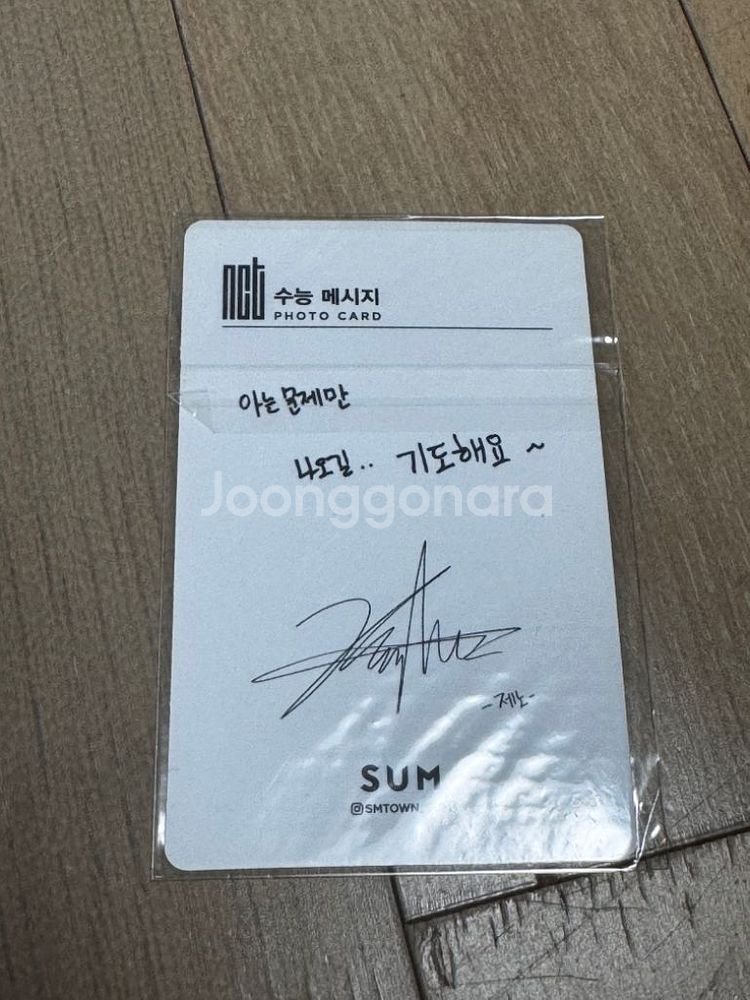 nct 수능 메시지
PHOTO CARD
아는 문제만
나오길.. 기도해요 ~
Joonggonara
-제노-
SUM
SMTOWN